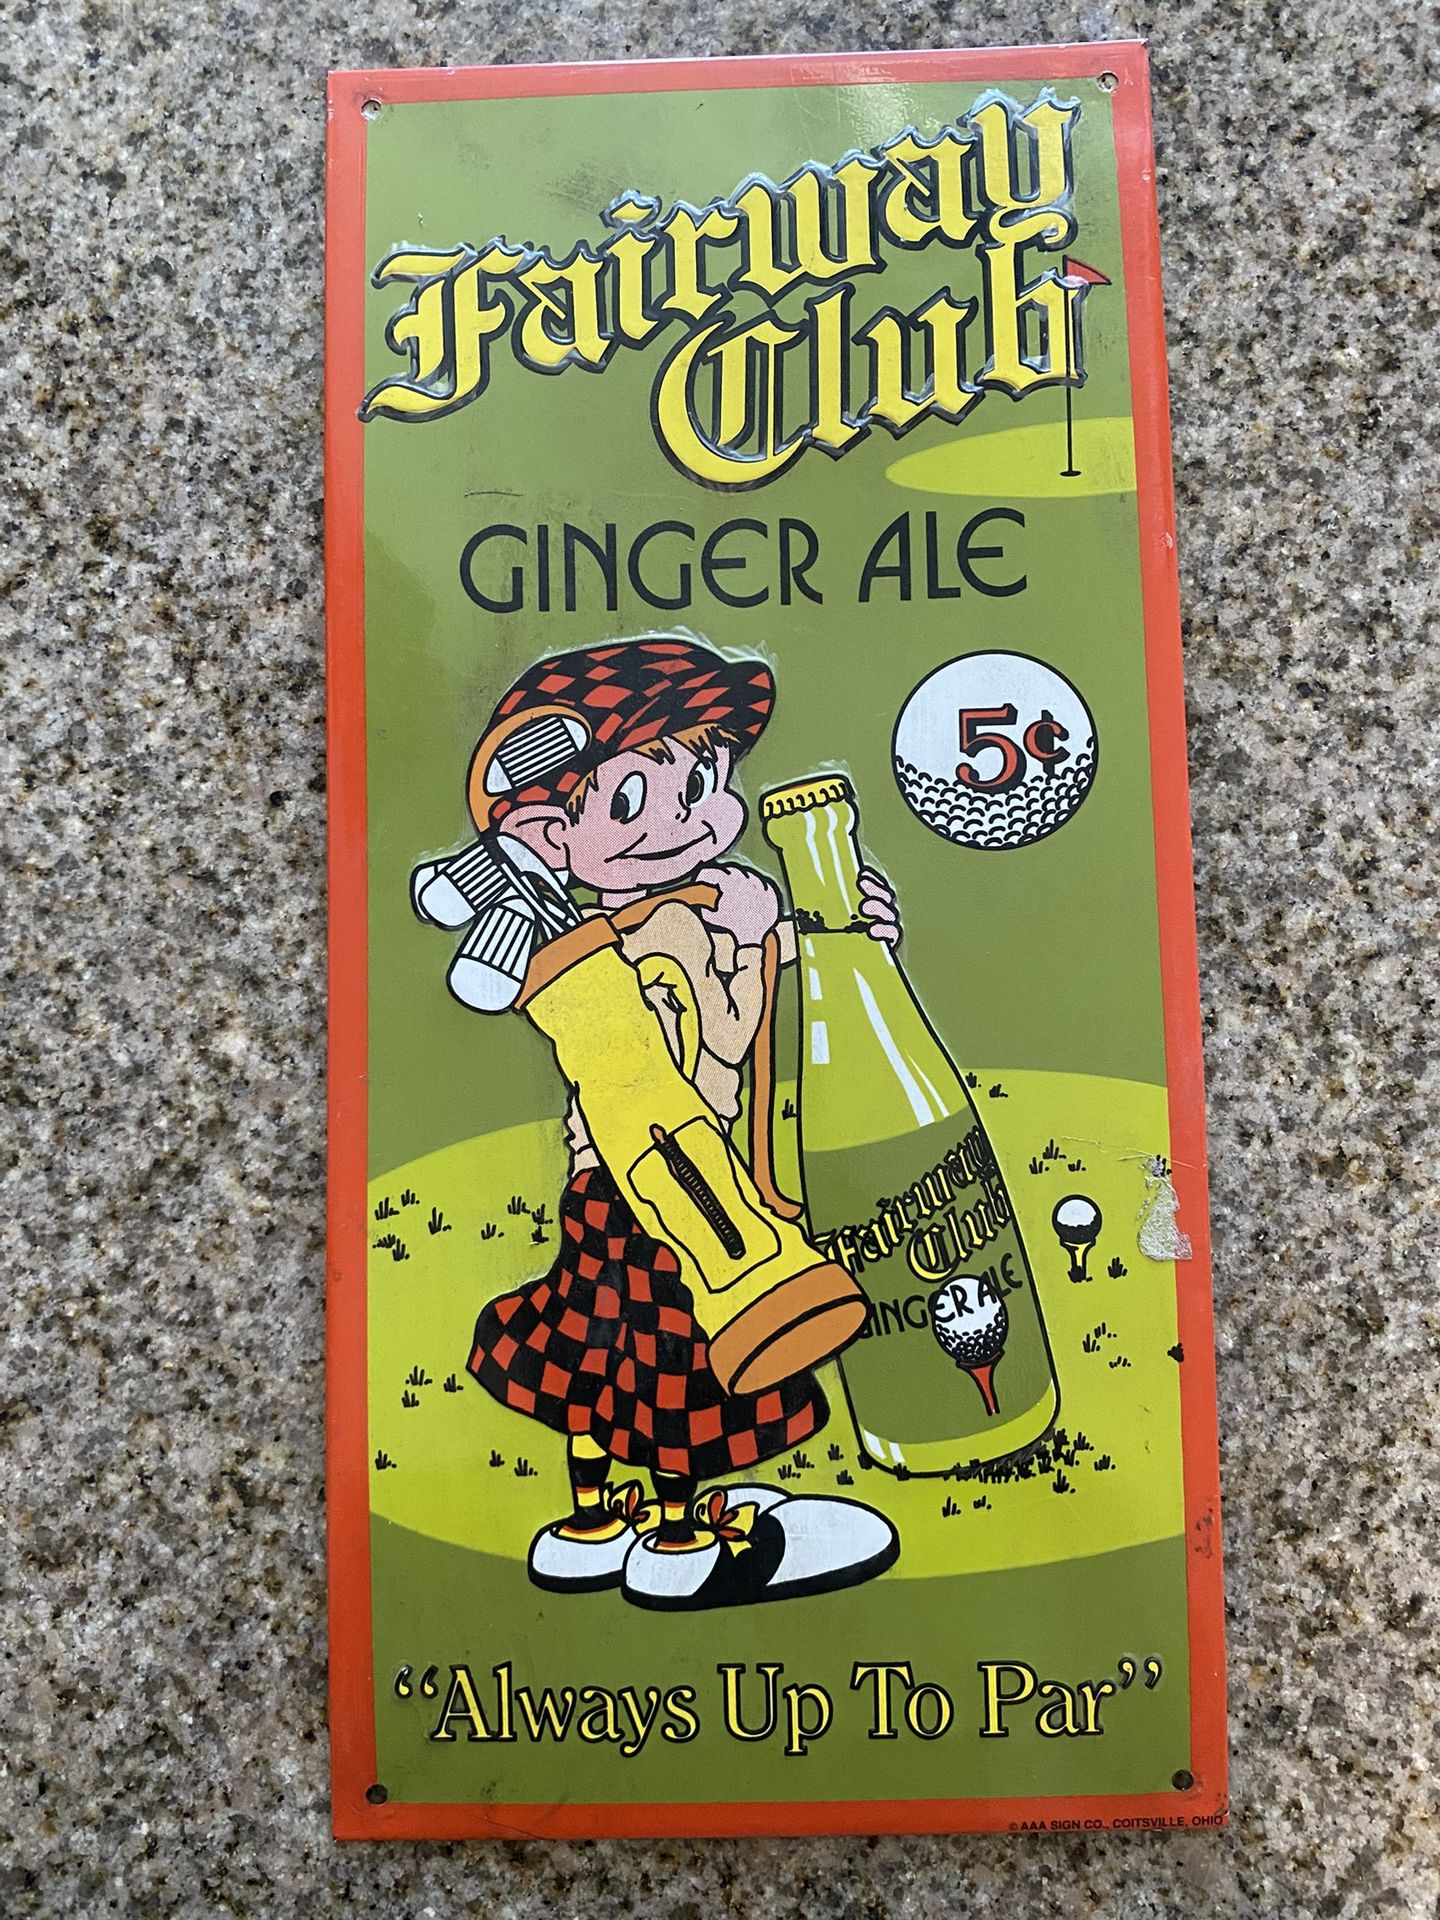 Fairway
Club
GINGER ALE
5¢
Fairway
Club
GINGER ALE
"Always Up To Par"
© AAA SIGN CO., COITSVILLE, OHIO